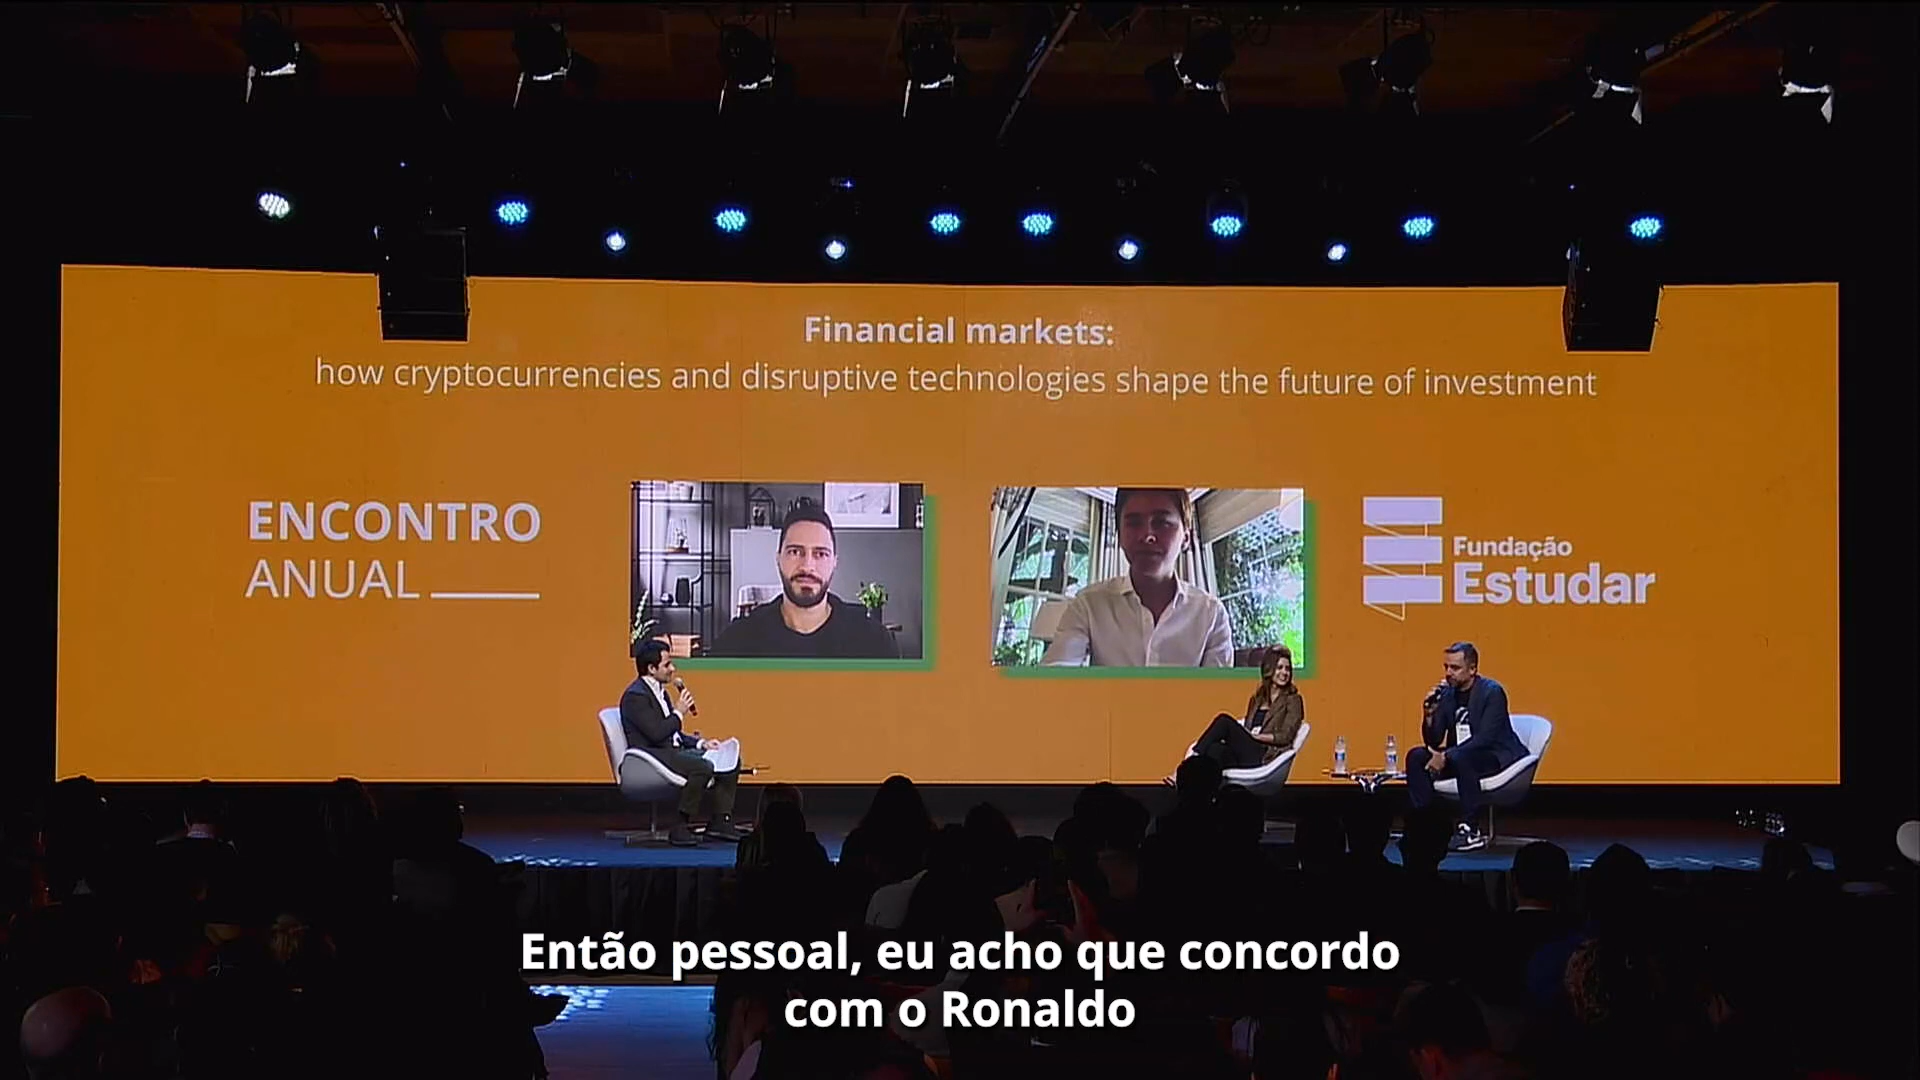 Financial markets:
how cryptocurrencies and disruptive technologies shape the future of investment
ENCONTRO
ANUAL
Fundação
Estudar
Então pessoal, eu acho que concordo
com o Ronaldo